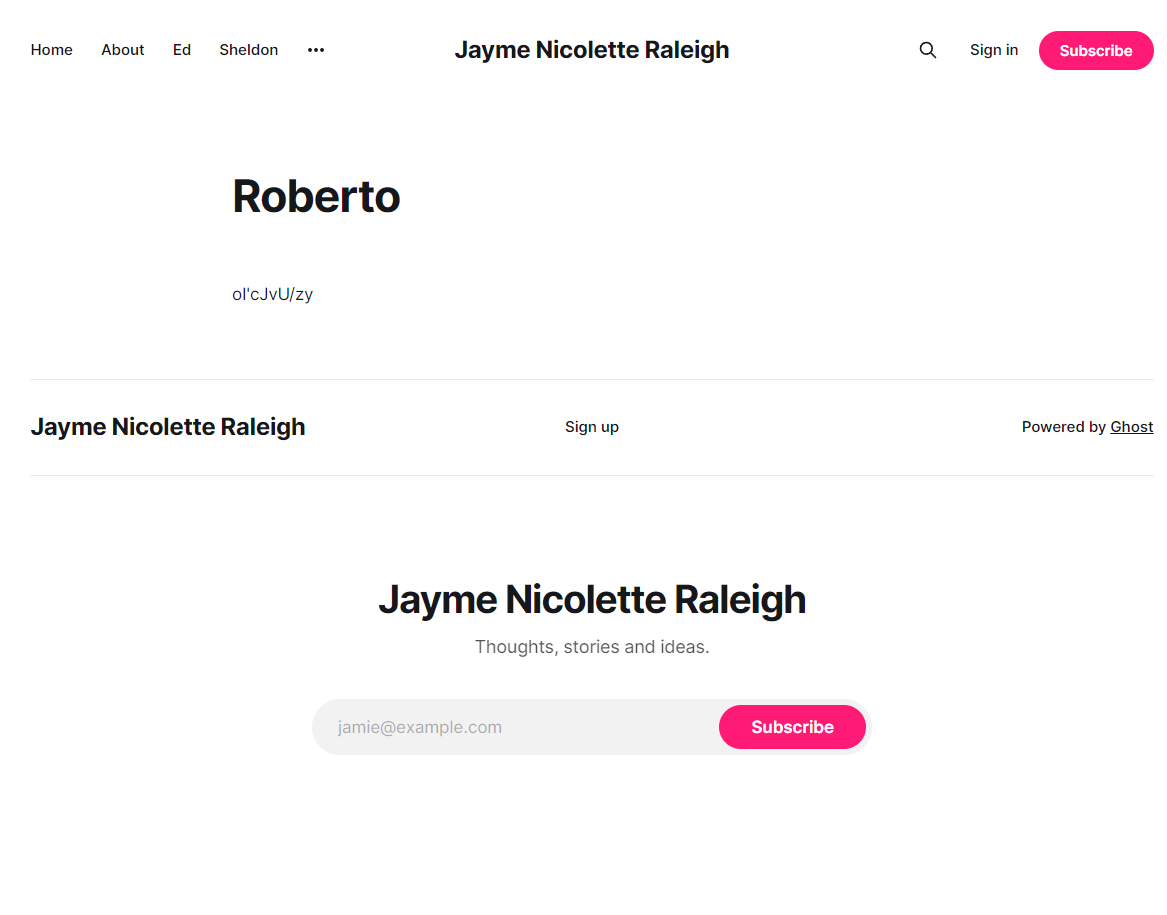 Home About Ed Sheldon Jayme Nicolette Raleigh Sign in Subscribe
Roberto
ol'cJvU/zy
Jayme Nicolette Raleigh Sign up Powered by Ghost
Jayme Nicolette Raleigh
Thoughts, stories and ideas.
jamie@example.com Subscribe